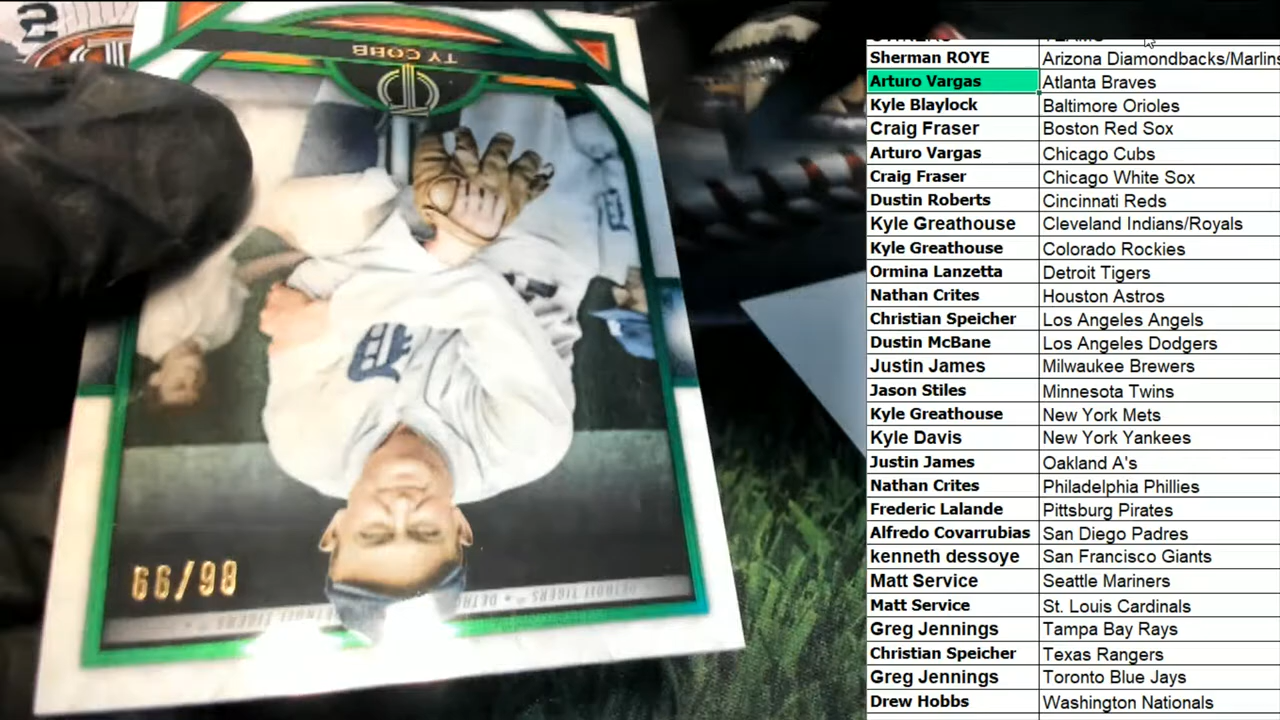 TY COBB
86/99
DETROIT TIGERS
Sherman ROYE Arizona Diamondbacks/Marlins
Arturo Vargas Atlanta Braves
Kyle Blaylock Baltimore Orioles
Craig Fraser Boston Red Sox
Arturo Vargas Chicago Cubs
Craig Fraser Chicago White Sox
Dustin Roberts Cincinnati Reds
Kyle Greathouse Cleveland Indians/Royals
Kyle Greathouse Colorado Rockies
Ormina Lanzetta Detroit Tigers
Nathan Crites Houston Astros
Christian Speicher Los Angeles Angels
Dustin McBane Los Angeles Dodgers
Justin James Milwaukee Brewers
Jason Stiles Minnesota Twins
Kyle Greathouse New York Mets
Kyle Davis New York Yankees
Justin James Oakland A's
Nathan Crites Philadelphia Phillies
Frederic Lalande Pittsburg Pirates
Alfredo Covarrubias San Diego Padres
kenneth dessoye San Francisco Giants
Matt Service Seattle Mariners
Matt Service St. Louis Cardinals
Greg Jennings Tampa Bay Rays
Christian Speicher Texas Rangers
Greg Jennings Toronto Blue Jays
Drew Hobbs Washington Nationals